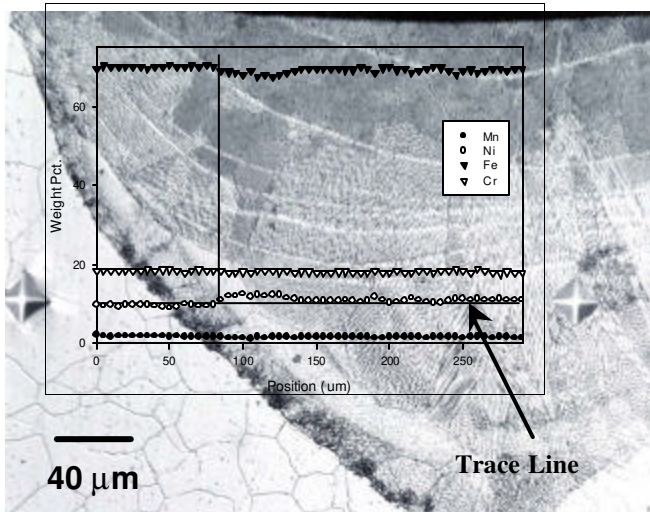 Weight Pct.
60
40
20
0
Mn
Ni
Fe
Cr
0 50 100 150 200 250
Position (um)
Trace Line
40 μm